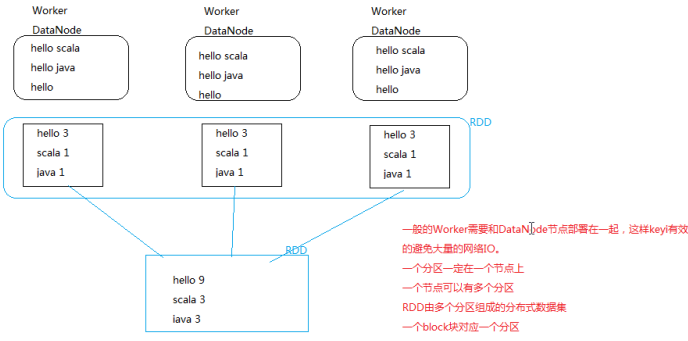 Worker
DataNode
hello scala
hello java
hello
Worker
DataNode
hello scala
hello java
hello
Worker
DataNode
hello scala
hello java
hello
RDD
hello 3
scala 1
java 1
hello 3
scala 1
java 1
hello 3
scala 1
java 1
RDD
hello 9
scala 3
java 3
一般的Worker需要和DataNode节点部署在一起，这样keyi有效
的避免大量的网络IO。
一个分区一定在一个节点上
一个节点可以有多个分区
RDD由多个分区组成的分布式数据集
一个block块对应一个分区